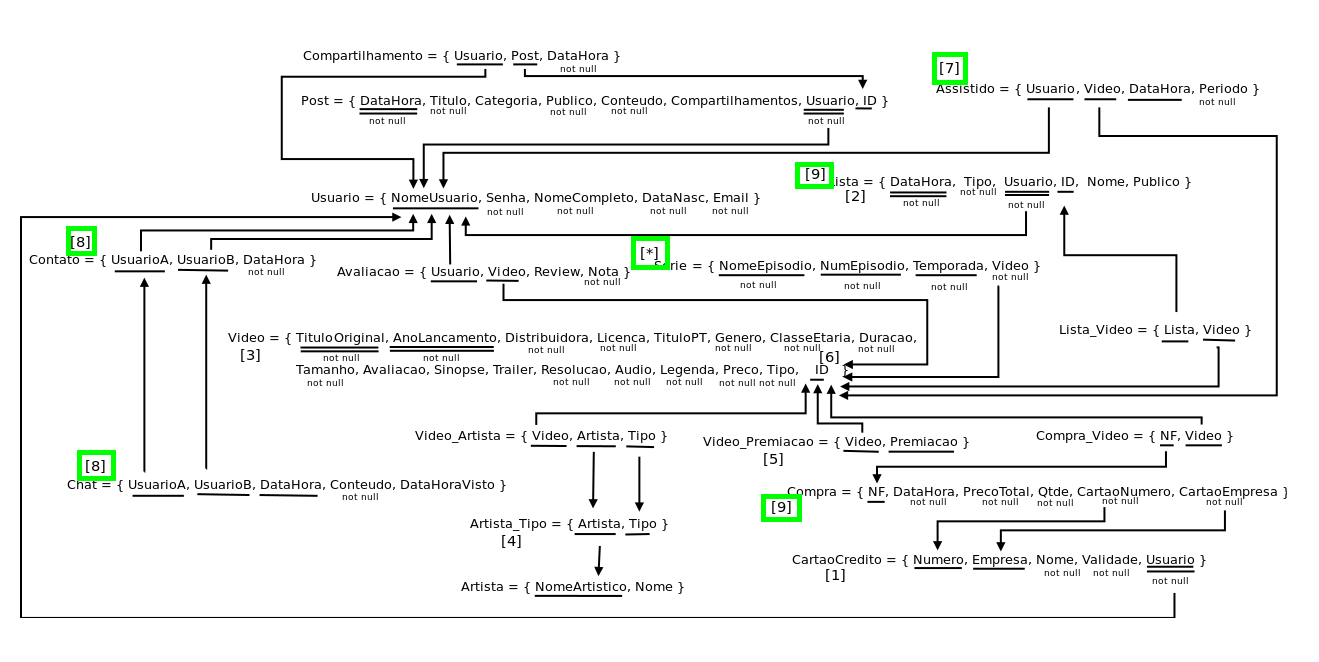 Compartilhamento = { Usuario, Post, DataHora }
not null
[7]
Assistido = { Usuario, Video, DataHora, Periodo }
not null
Post = { DataHora, Titulo, Categoria, Publico, Conteudo, Compartilhamentos, Usuario, ID }
not null not null not null not null not null
[9]
Lista = { DataHora, Tipo, Usuario, ID, Nome, Publico }
[2] not null not null not null
Usuario = { NomeUsuario, Senha, NomeCompleto, DataNasc, Email }
not null not null not null not null
[8]
Contato = { UsuarioA, UsuarioB, DataHora }
not null
[*]
Serie = { NomeEpisodio, NumEpisodio, Temporada, Video }
not null not null not null not null
Avaliacao = { Usuario, Video, Review, Nota }
not null
Lista_Video = { Lista, Video }
Video = { TituloOriginal, AnoLancamento, Distribuidora, Licenca, TituloPT, Genero, ClasseEtaria, Duracao,
[3] not null not null not null not null not null not null not null
[6]
Tamanho, Avaliacao, Sinopse, Trailer, Resolucao, Audio, Legenda, Preco, Tipo, ID }
not null not null not null not null not null not null
Video_Artista = { Video, Artista, Tipo }
Video_Premiacao = { Video, Premiacao }
[5]
Compra_Video = { NF, Video }
[8]
Chat = { UsuarioA, UsuarioB, DataHora, Conteudo, DataHoraVisto }
not null
Compra = { NF, DataHora, PrecoTotal, Qtde, CartaoNumero, CartaoEmpresa }
[9] not null not null not null not null not null
Artista_Tipo = { Artista, Tipo }
[4]
CartaoCredito = { Numero, Empresa, Nome, Validade, Usuario }
[1] not null not null not null
Artista = { NomeArtistico, Nome }